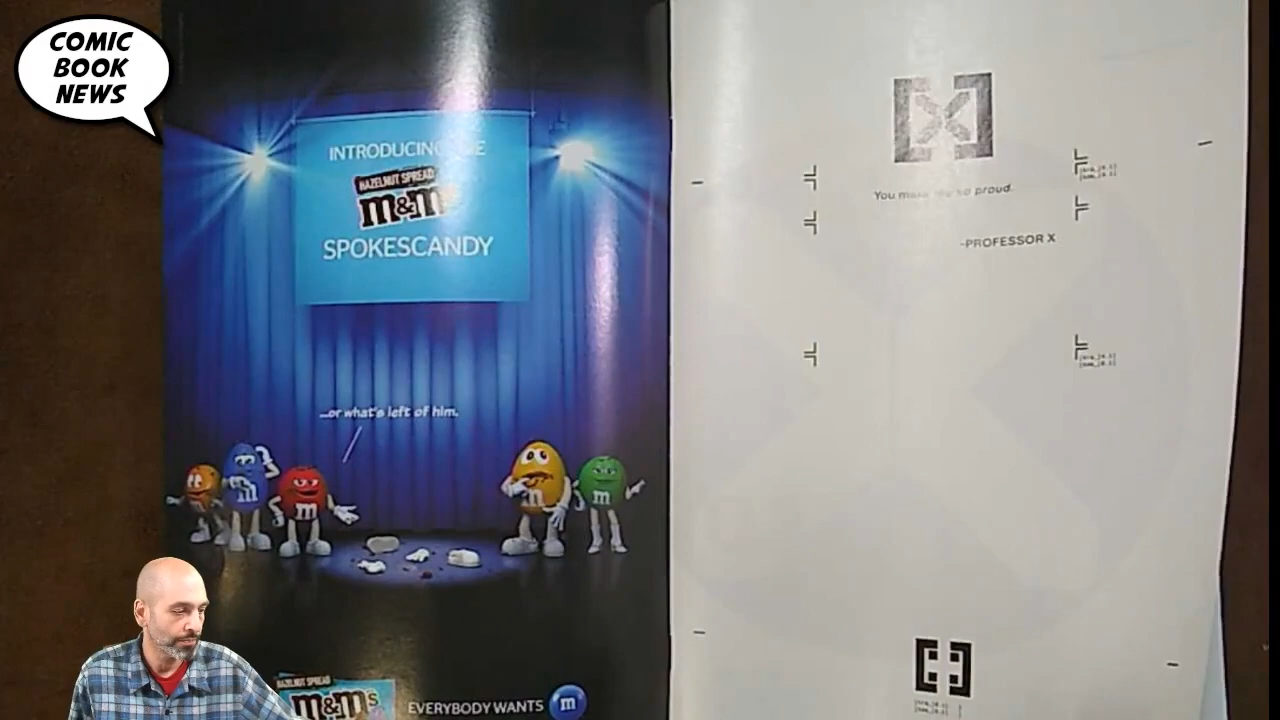 COMIC
BOOK
NEWS
INTRODUCING
HAZELNUT SPREAD
m&m's
SPOKESCANDY
...or what's left of him.
m
m
m
m
HAZELNUT SPREAD
m&m's
EVERYBODY WANTS
m
[X]
You make me so proud.
-PROFESSOR X